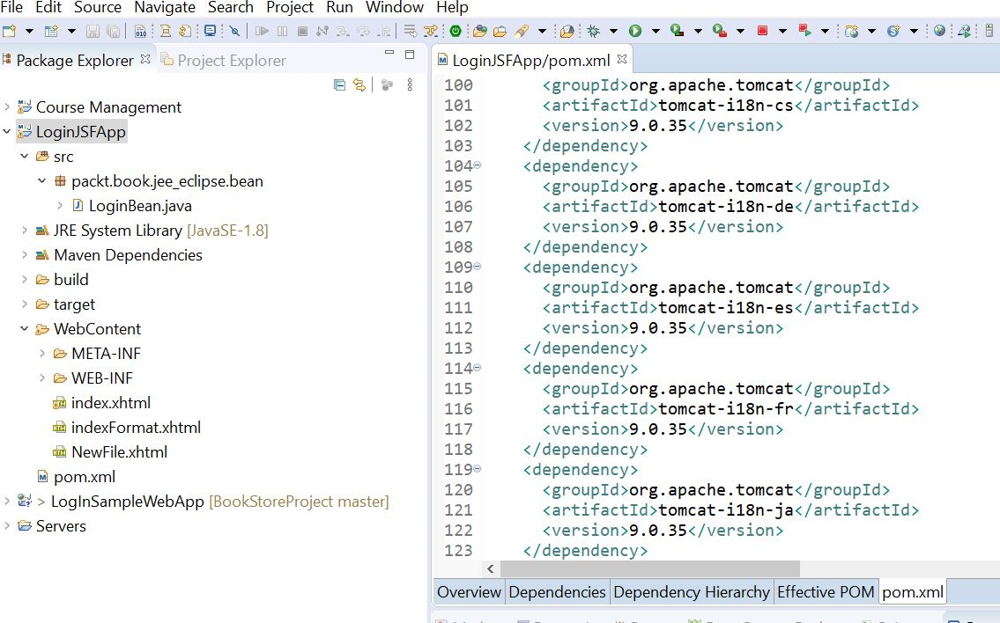 File Edit Source Navigate Search Project Run Window Help
Package Explorer Project Explorer
Course Management
LoginJSFApp
src
packt.book.jee_eclipse.bean
LoginBean.java
JRE System Library [JavaSE-1.8]
Maven Dependencies
build
target
WebContent
META-INF
WEB-INF
index.xhtml
indexFormat.xhtml
NewFile.xhtml
pom.xml
> LogInSampleWebApp [BookStoreProject master]
Servers
LoginJSFApp/pom.xml
100 <groupId>org.apache.tomcat</groupId>
101 <artifactId>tomcat-i18n-cs</artifactId>
102 <version>9.0.35</version>
103 </dependency>
104 <dependency>
105 <groupId>org.apache.tomcat</groupId>
106 <artifactId>tomcat-i18n-de</artifactId>
107 <version>9.0.35</version>
108 </dependency>
109 <dependency>
110 <groupId>org.apache.tomcat</groupId>
111 <artifactId>tomcat-i18n-es</artifactId>
112 <version>9.0.35</version>
113 </dependency>
114 <dependency>
115 <groupId>org.apache.tomcat</groupId>
116 <artifactId>tomcat-i18n-fr</artifactId>
117 <version>9.0.35</version>
118 </dependency>
119 <dependency>
120 <groupId>org.apache.tomcat</groupId>
121 <artifactId>tomcat-i18n-ja</artifactId>
122 <version>9.0.35</version>
123 </dependency>
Overview Dependencies Dependency Hierarchy Effective POM pom.xml